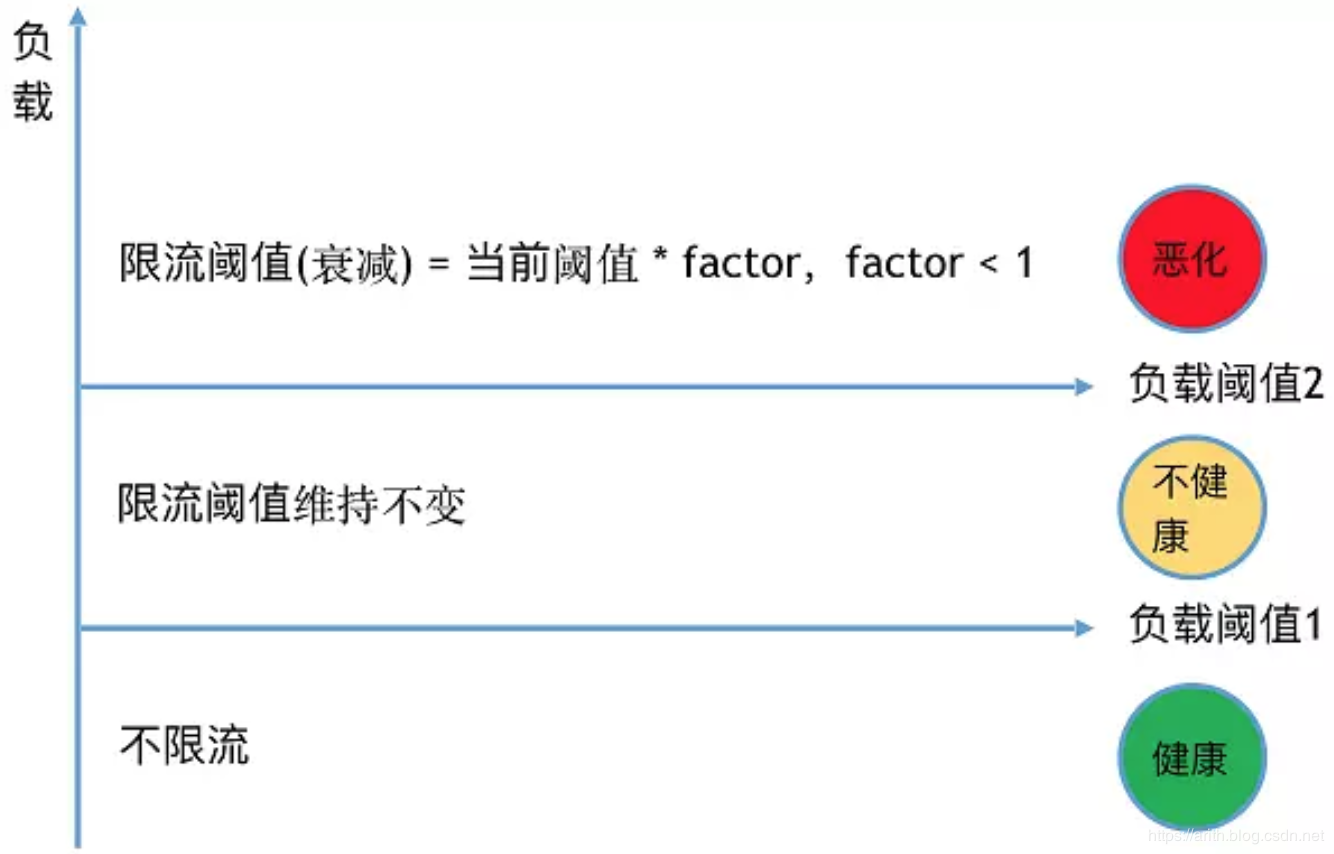 负
载
限流阈值(衰减) = 当前阈值 * factor，factor < 1
恶化
负载阈值2
限流阈值维持不变
不健
康
负载阈值1
不限流
健康
https://arith.blog.csdn.net